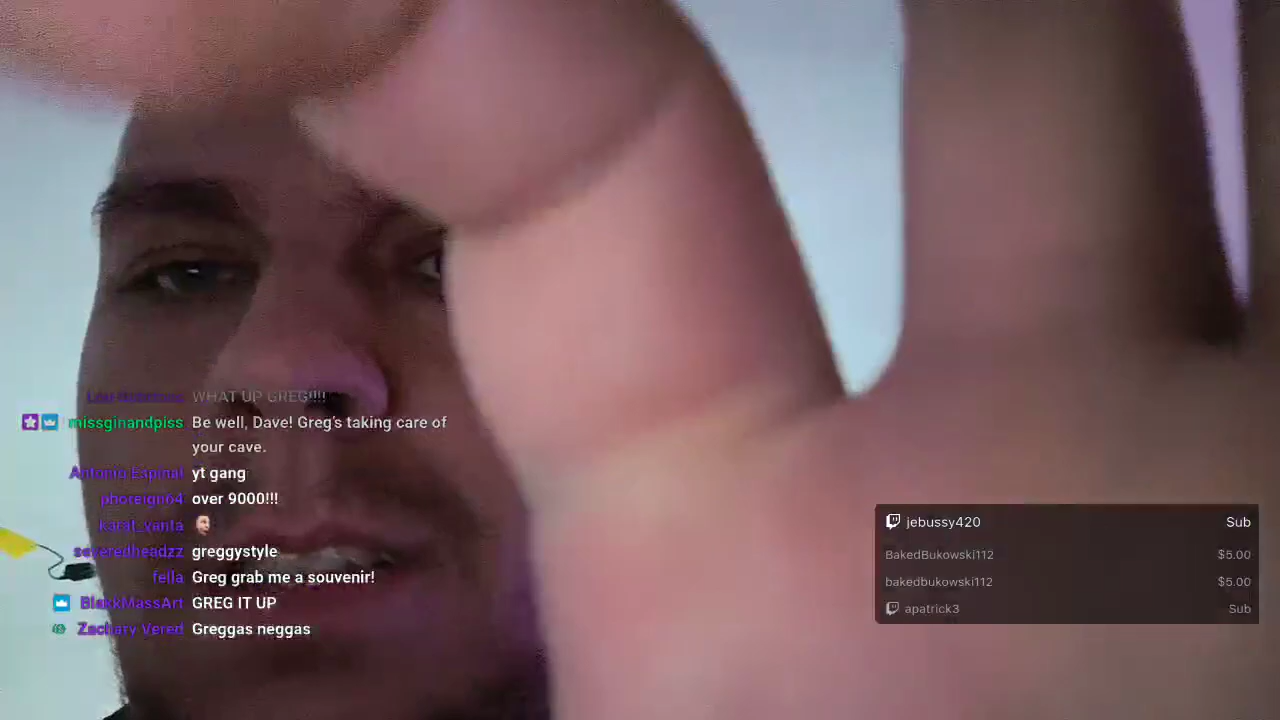 WHAT UP GREG!!!!
missginandpiss Be well, Dave! Greg's taking care of
your cave.
Antonio Espinal yt gang
phoreign64 over 9000!!!
karat_vanta
severedheadzz greggystyle
fella Greg grab me a souvenir!
BlakkMassArt GREG IT UP
Zachary Vered Greggas neggas
jebussy420 Sub
BakedBukowski112 $5.00
bakedbukowski112 $5.00
apatrick3 Sub